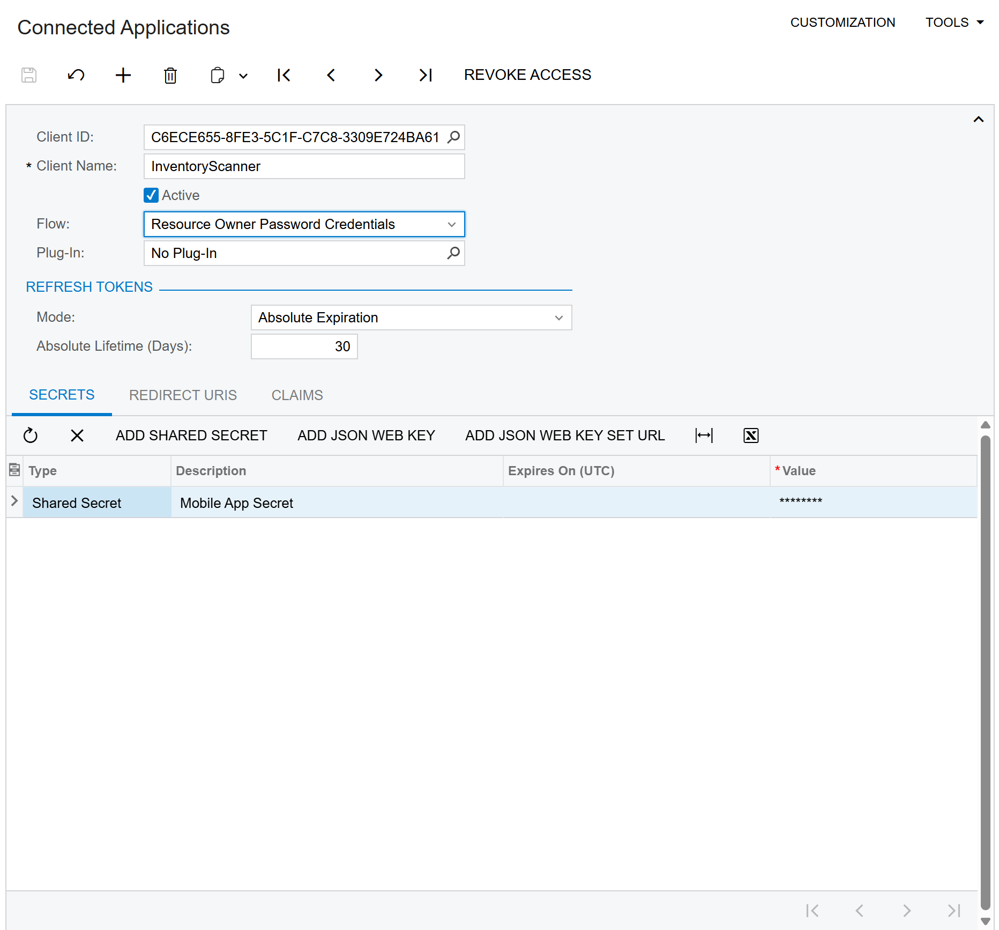 Connected Applications
CUSTOMIZATION TOOLS
REVOKE ACCESS
Client ID: C6ECE655-8FE3-5C1F-C7C8-3309E724BA61
* Client Name: InventoryScanner
Active
Flow: Resource Owner Password Credentials
Plug-In: No Plug-In
REFRESH TOKENS
Mode: Absolute Expiration
Absolute Lifetime (Days): 30
SECRETS REDIRECT URIS CLAIMS
ADD SHARED SECRET ADD JSON WEB KEY ADD JSON WEB KEY SET URL
Type Description Expires On (UTC) * Value
Shared Secret Mobile App Secret ********